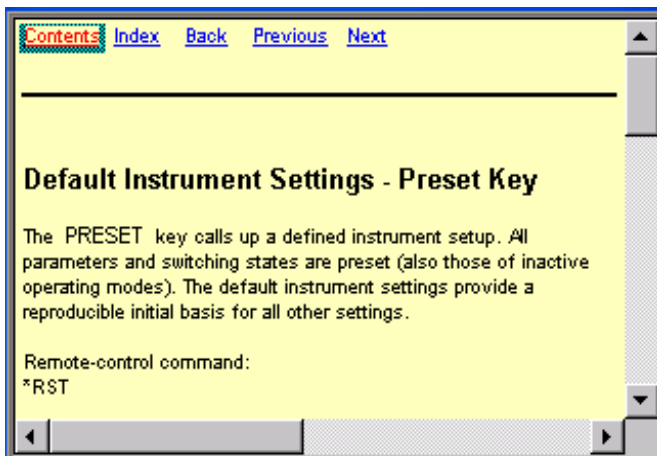 Contents Index Back Previous Next
Default Instrument Settings - Preset Key
The PRESET key calls up a defined instrument setup. All
parameters and switching states are preset (also those of inactive
operating modes). The default instrument settings provide a
reproducible initial basis for all other settings.
Remote-control command:
*RST